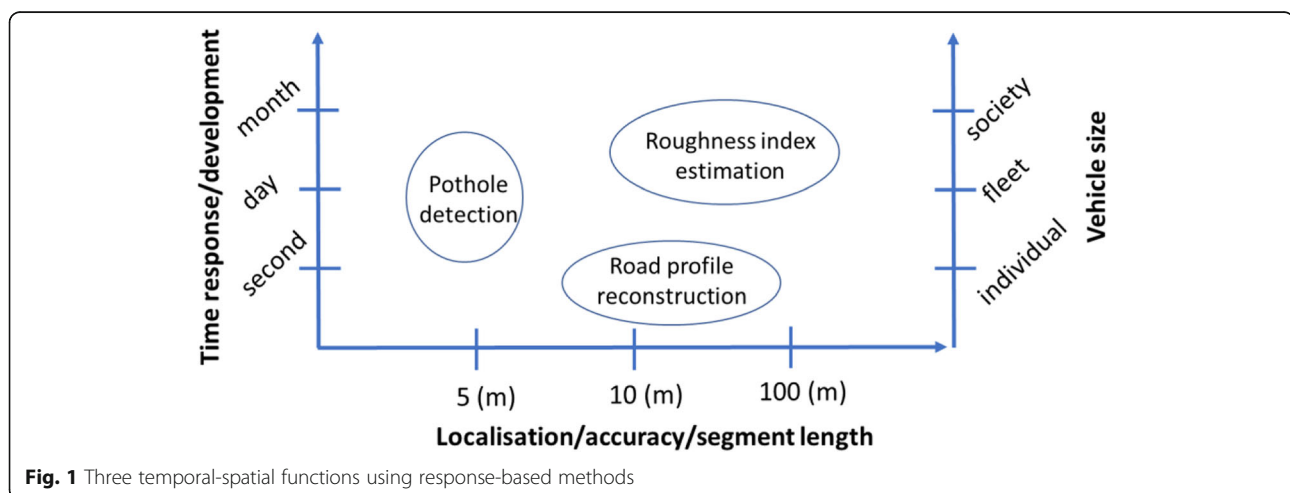 Time response/development
month
day
second
Pothole
detection
Roughness index
estimation
Road profile
reconstruction
society
fleet
individual
Vehicle size
5 (m)
10 (m)
100 (m)
Localisation/accuracy/segment length
Fig. 1 Three temporal-spatial functions using response-based methods